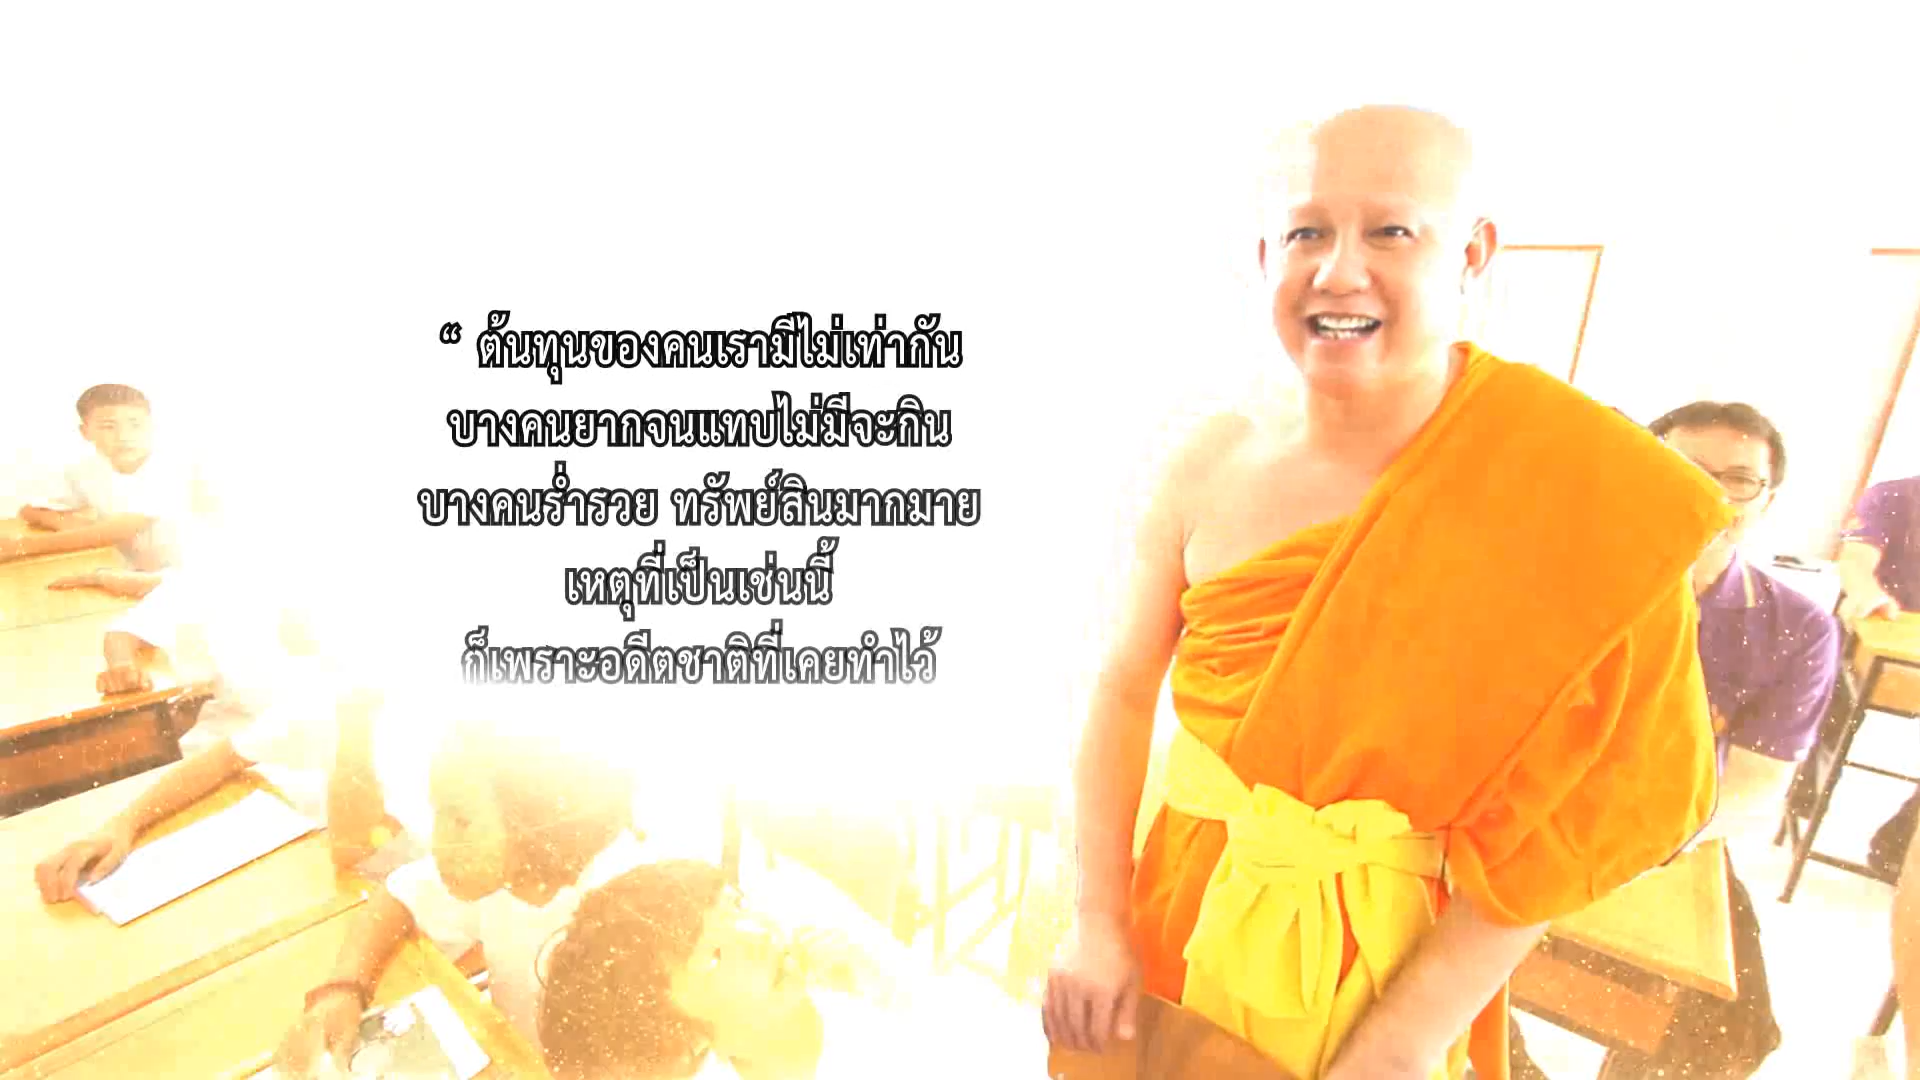 “ ต้นทุนของคนเรามีไม่เท่ากัน
บางคนยากจนแทบไม่มีจะกิน
บางคนร่ำรวย ทรัพย์สินมากมาย
เหตุที่เป็นเช่นนี้
ก็เพราะอดีตชาติที่เคยทำไว้